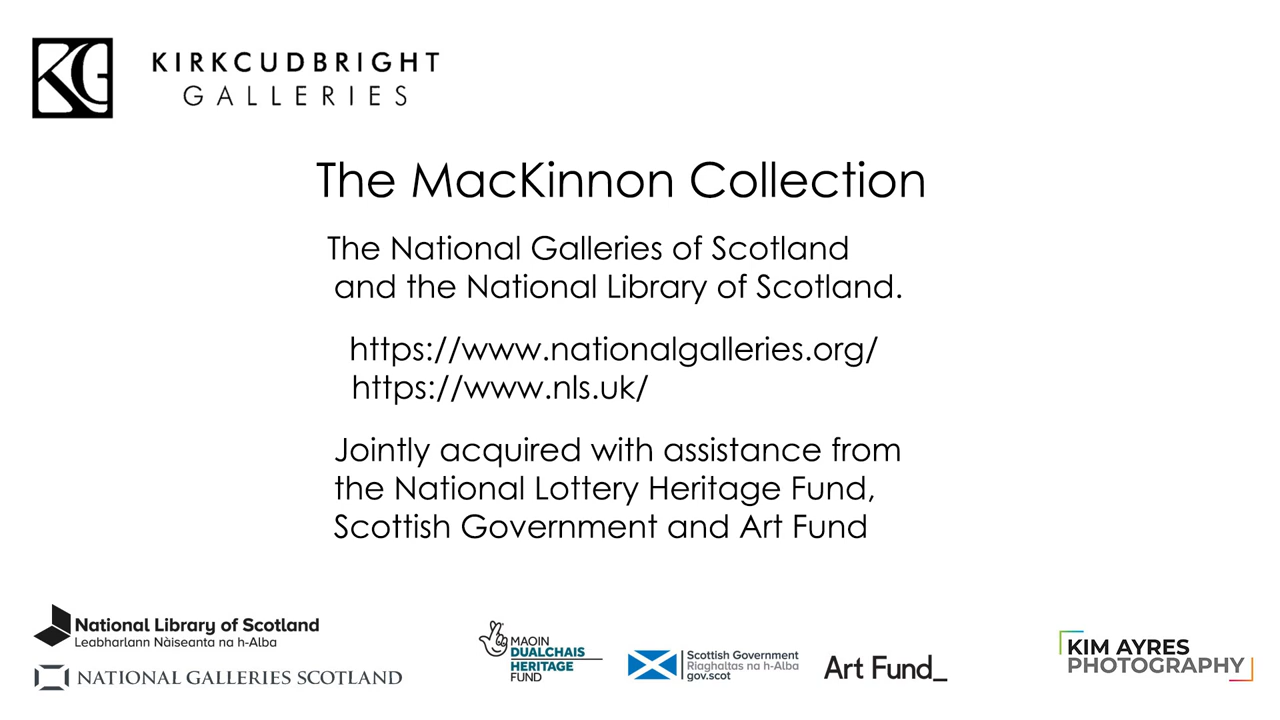 KG
KIRKCUDBRIGHT
GALLERIES
The MacKinnon Collection
The National Galleries of Scotland
and the National Library of Scotland.
https://www.nationalgalleries.org/
https://www.nls.uk/
Jointly acquired with assistance from
the National Lottery Heritage Fund,
Scottish Government and Art Fund
National Library of Scotland
Leabharlann Nàiseanta na h-Alba
NATIONAL GALLERIES SCOTLAND
MAOIN
DUALCHAIS
HERITAGE
FUND
Scottish Government
Riaghaltas na h-Alba
gov.scot
Art Fund_
KIM AYRES
PHOTOGRAPHY